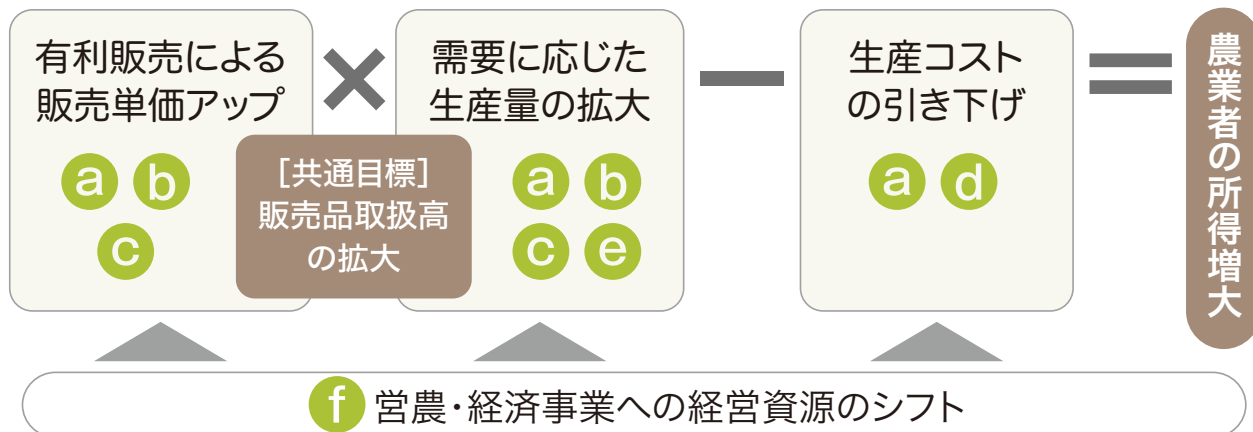 有利販売による
販売単価アップ
a b
c
×
[共通目標]
販売品取扱高
の拡大
需要に応じた
生産量の拡大
a b
c e
－
生産コスト
の引き下げ
a d
＝
農業者の所得増大
f 営農・経済事業への経営資源のシフト